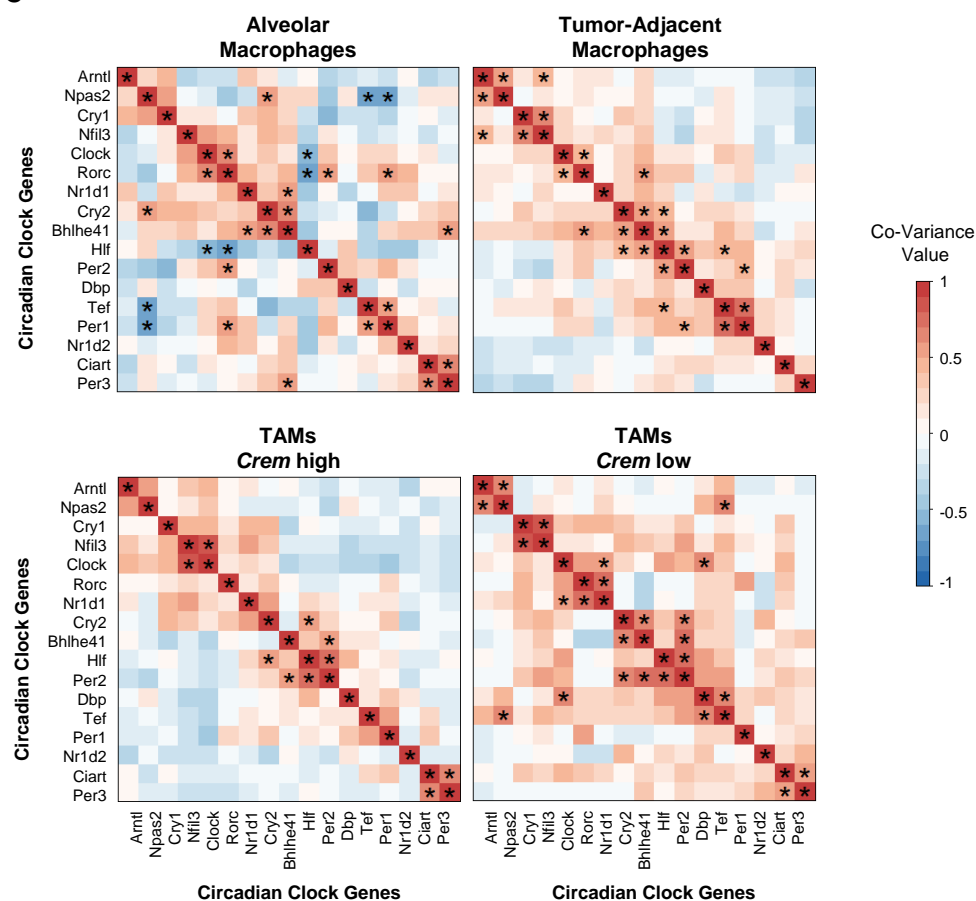 Alveolar
Macrophages
Tumor-Adjacent
Macrophages
Circadian Clock Genes
Arntl
Npas2
Cry1
Nfil3
Clock
Rorc
Nr1d1
Cry2
Bhlhe41
Hlf
Per2
Dbp
Tef
Per1
Nr1d2
Ciart
Per3
Co-Variance
Value
1
0.5
0
-0.5
-1
TAMs
Crem high
TAMs
Crem low
Circadian Clock Genes
Arntl
Npas2
Cry1
Nfil3
Clock
Rorc
Nr1d1
Cry2
Bhlhe41
Hlf
Per2
Dbp
Tef
Per1
Nr1d2
Ciart
Per3
Arntl
Npas2
Cry1
Nfil3
Clock
Rorc
Nr1d1
Cry2
Bhlhe41
Hlf
Per2
Dbp
Tef
Per1
Nr1d2
Ciart
Per3
Arntl
Npas2
Cry1
Nfil3
Clock
Rorc
Nr1d1
Cry2
Bhlhe41
Hlf
Per2
Dbp
Tef
Per1
Nr1d2
Ciart
Per3
Circadian Clock Genes
Circadian Clock Genes